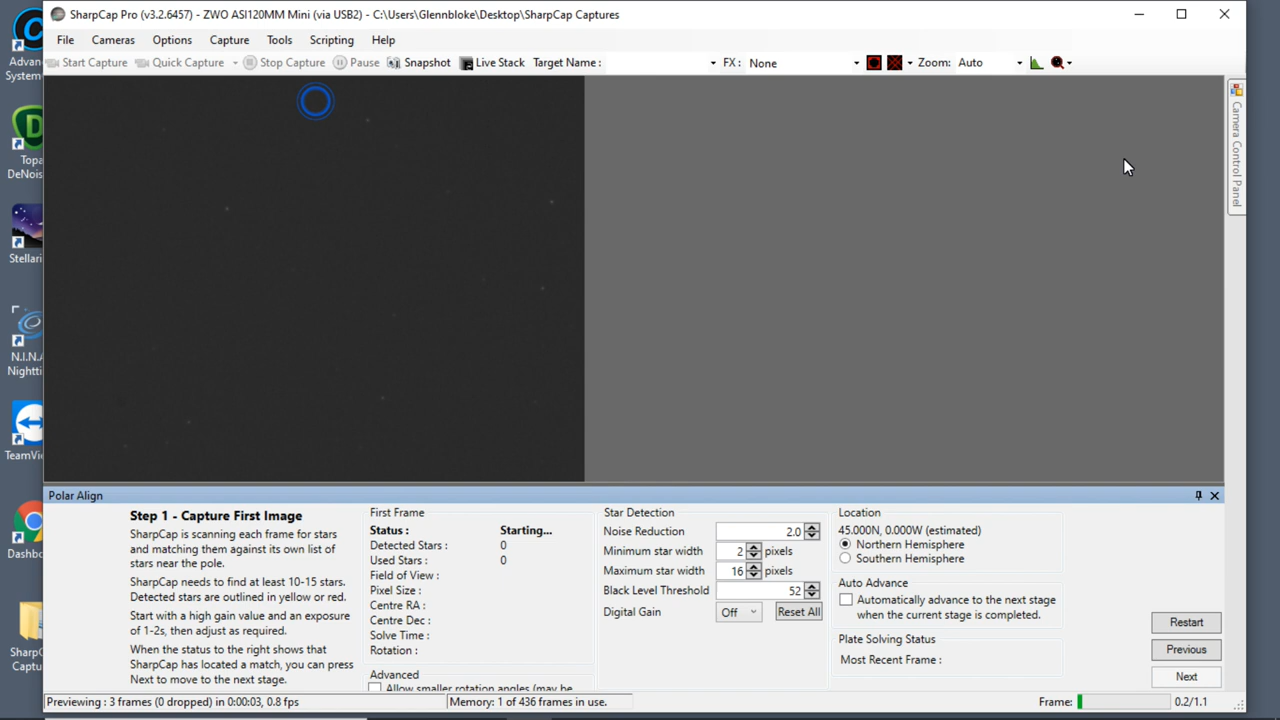 SharpCap Pro (v3.2.6457) - ZWO ASI120MM Mini (via USB2) - C:\Users\Glennbloke\Desktop\SharpCap Captures
File Cameras Options Capture Tools Scripting Help
Start Capture Quick Capture Stop Capture Pause Snapshot Live Stack Target Name : FX : None Zoom: Auto
Camera Control Panel
Advan
System
Topa
DeNois
Stellari
N.I.N.A
Nightti
TeamVi
Dashbo
SharpC
Captu
Polar Align
Step 1 - Capture First Image
SharpCap is scanning each frame for stars
and matching them against its own list of
stars near the pole.
SharpCap needs to find at least 10-15 stars.
Detected stars are outlined in yellow or red.
Start with a high gain value and an exposure
of 1-2s, then adjust as required.
When the status to the right shows that
SharpCap has located a match, you can press
Next to move to the next stage.
First Frame
Status : Starting...
Detected Stars : 0
Used Stars : 0
Field of View :
Pixel Size :
Centre RA :
Centre Dec :
Solve Time :
Rotation :
Advanced
Allow smaller rotation angles (may be
Star Detection
Noise Reduction 2.0
Minimum star width 2 pixels
Maximum star width 16 pixels
Black Level Threshold 52
Digital Gain Off Reset All
Location
45.000N, 0.000W (estimated)
Northern Hemisphere
Southern Hemisphere
Auto Advance
Automatically advance to the next stage
when the current stage is completed.
Plate Solving Status
Most Recent Frame :
Restart
Previous
Next
Previewing : 3 frames (0 dropped) in 0:00:03, 0.8 fps Memory: 1 of 436 frames in use. Frame: 0.2/1.1